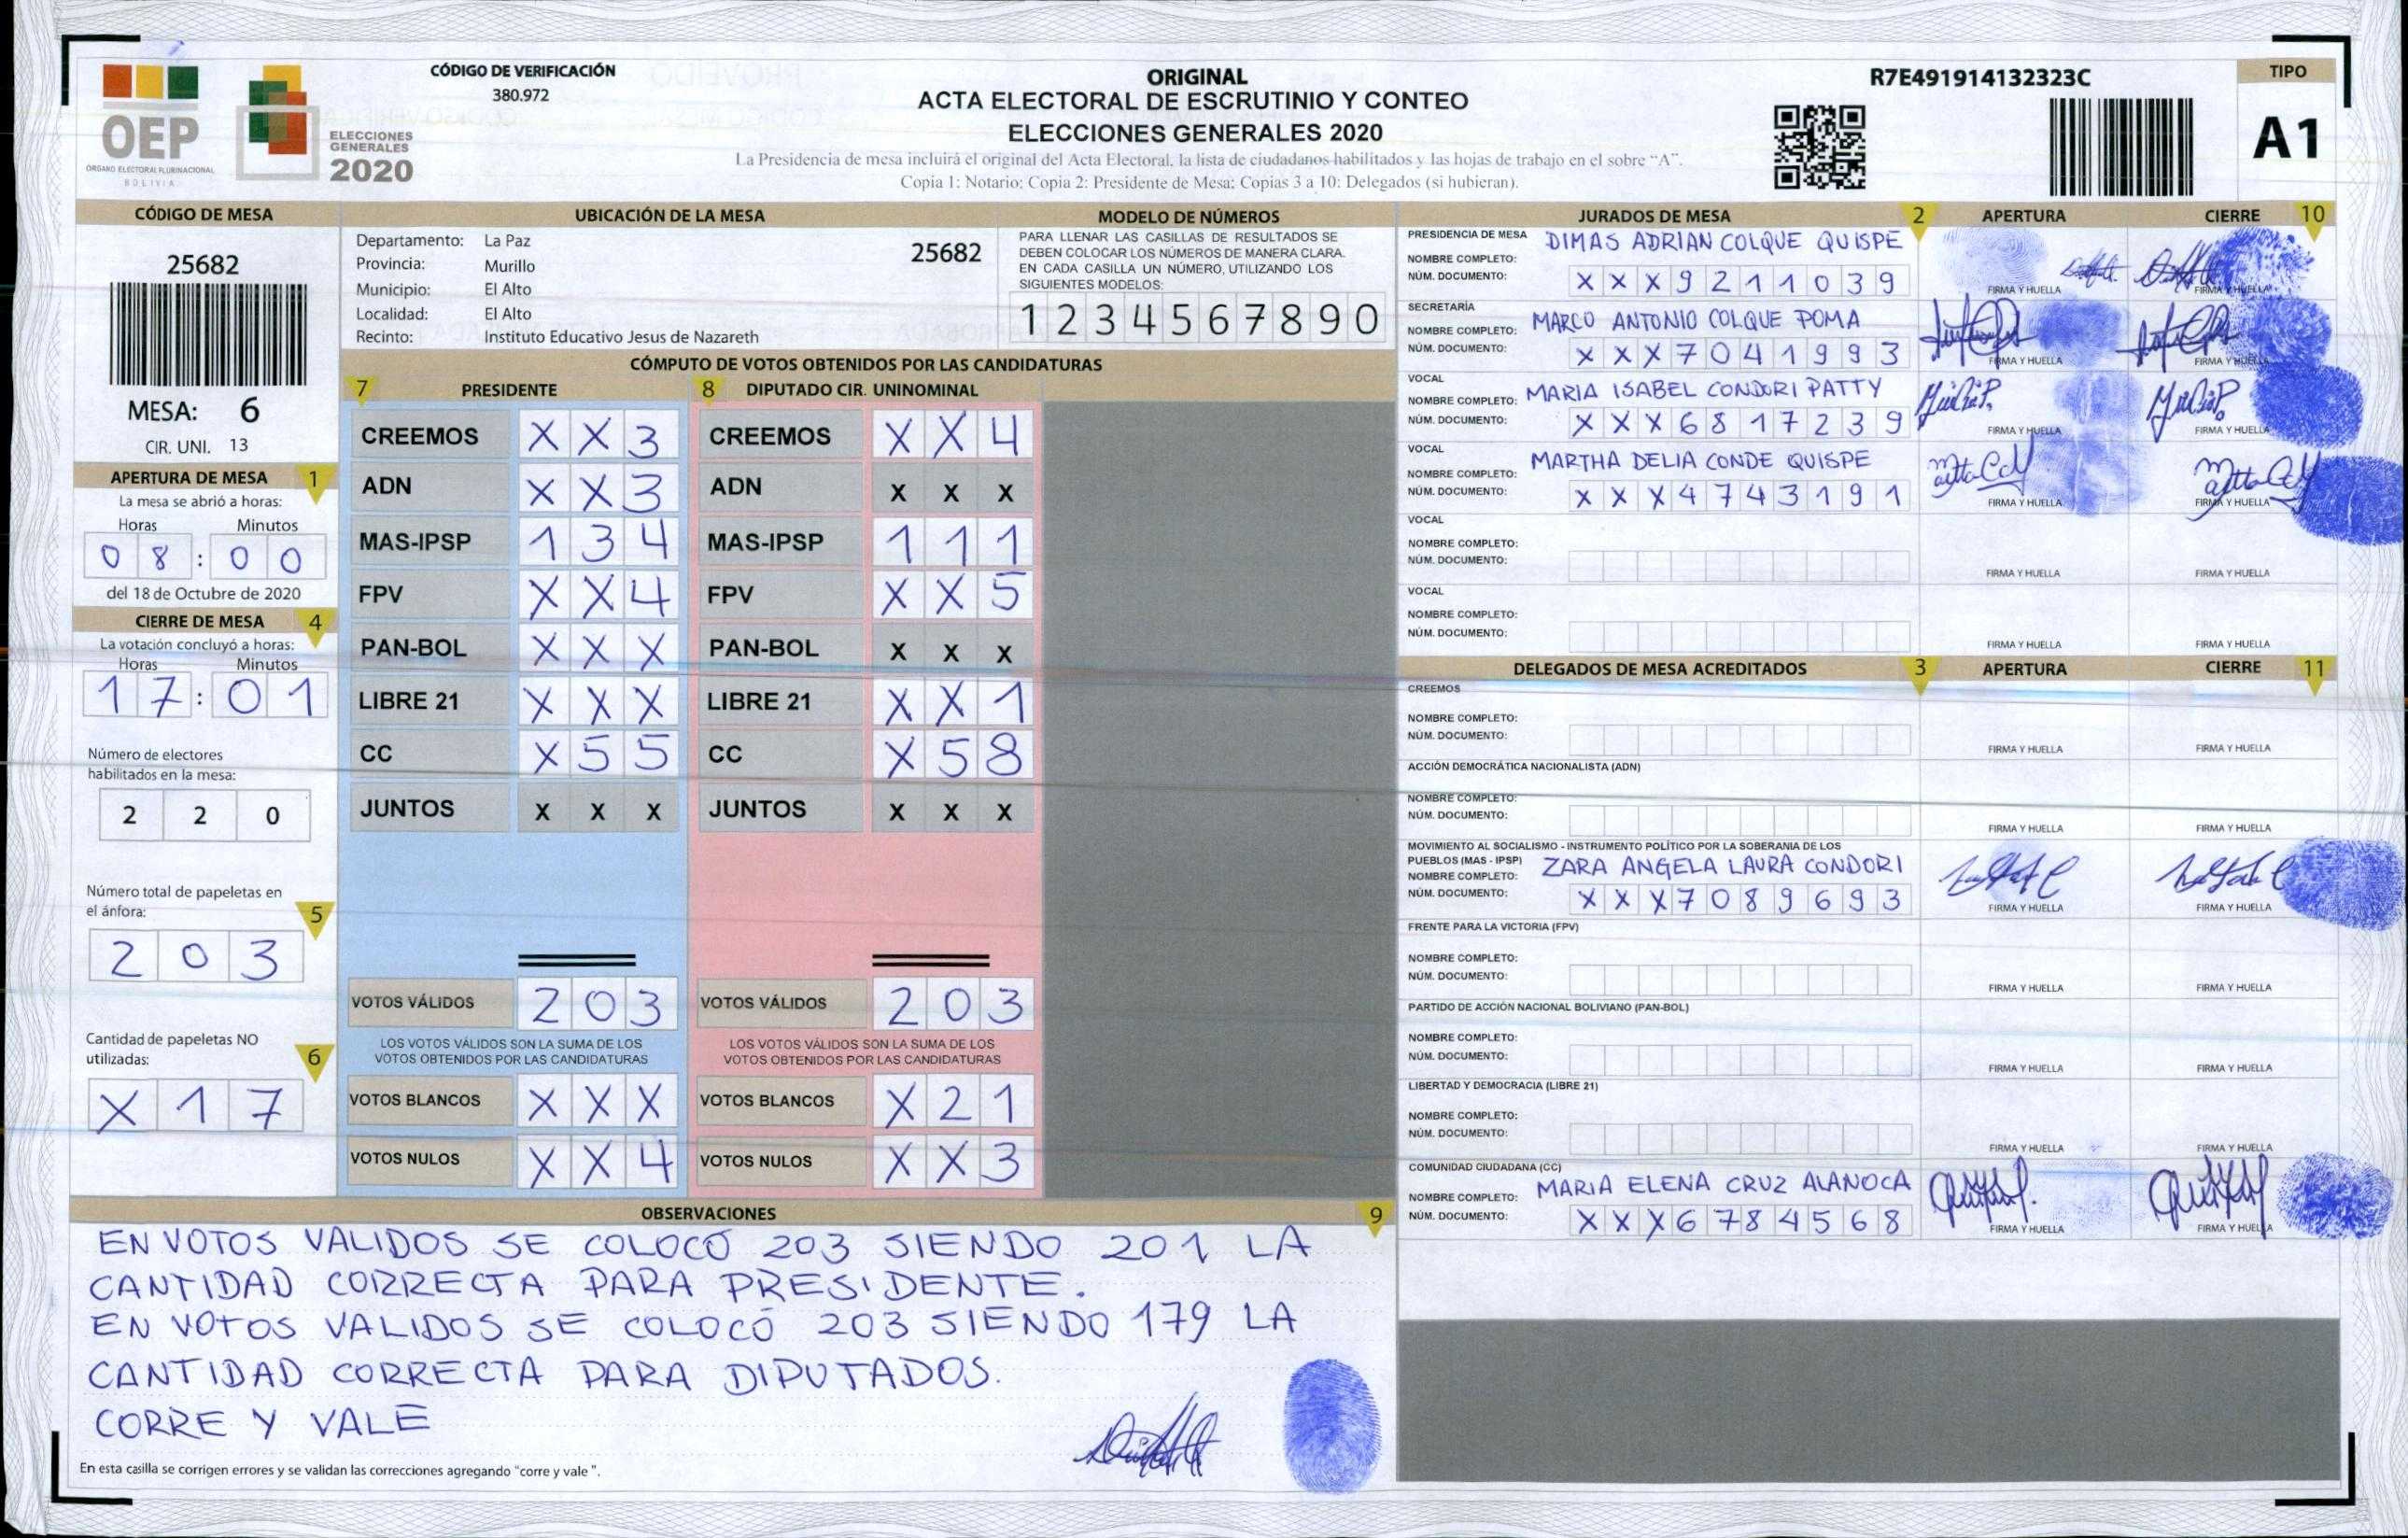 OEP
ÓRGANO ELECTORAL PLURINACIONAL
BOLIVIA
ELECCIONES
GENERALES
2020
CÓDIGO DE VERIFICACIÓN
380.972
ORIGINAL
ACTA ELECTORAL DE ESCRUTINIO Y CONTEO
ELECCIONES GENERALES 2020
La Presidencia de mesa incluirá el original del Acta Electoral, la lista de ciudadanos habilitados y las hojas de trabajo en el sobre “A”.
Copia 1: Notario; Copia 2: Presidente de Mesa; Copias 3 a 10: Delegados (si hubieran).
R7E491914132323C
TIPO
A1
CÓDIGO DE MESA
25682
MESA: 6
CIR. UNI. 13
APERTURA DE MESA 1
La mesa se abrió a horas:
Horas Minutos
0 8 : 0 0
del 18 de Octubre de 2020
CIERRE DE MESA 4
La votación concluyó a horas:
Horas Minutos
1 7 : 0 1
Número de electores
habilitados en la mesa:
2 2 0
Número total de papeletas en
el ánfora: 5
2 0 3
Cantidad de papeletas NO
utilizadas: 6
X 1 7
UBICACIÓN DE LA MESA
Departamento: La Paz 25682
Provincia: Murillo
Municipio: El Alto
Localidad: El Alto
Recinto: Instituto Educativo Jesus de Nazareth
MODELO DE NÚMEROS
PARA LLENAR LAS CASILLAS DE RESULTADOS SE
DEBEN COLOCAR LOS NÚMEROS DE MANERA CLARA.
EN CADA CASILLA UN NÚMERO, UTILIZANDO LOS
SIGUIENTES MODELOS:
1 2 3 4 5 6 7 8 9 0
CÓMPUTO DE VOTOS OBTENIDOS POR LAS CANDIDATURAS
7 PRESIDENTE 8 DIPUTADO CIR. UNINOMINAL
CREEMOS X X 3 CREEMOS X X 4
ADN X X 3 ADN X X X
MAS-IPSP 1 3 4 MAS-IPSP 1 1 1
FPV X X 4 FPV X X 5
PAN-BOL X X X PAN-BOL X X X
LIBRE 21 X X X LIBRE 21 X X 1
CC X 5 5 CC X 5 8
JUNTOS X X X JUNTOS X X X
VOTOS VÁLIDOS 2 0 3 VOTOS VÁLIDOS 2 0 3
LOS VOTOS VÁLIDOS SON LA SUMA DE LOS LOS VOTOS VÁLIDOS SON LA SUMA DE LOS
VOTOS OBTENIDOS POR LAS CANDIDATURAS VOTOS OBTENIDOS POR LAS CANDIDATURAS
VOTOS BLANCOS X X X VOTOS BLANCOS X 2 1
VOTOS NULOS X X 4 VOTOS NULOS X X 3
OBSERVACIONES 9
EN VOTOS VALIDOS SE COLOCÓ 203 SIENDO 201 LA
CANTIDAD CORRECTA PARA PRESIDENTE.
EN VOTOS VALIDOS SE COLOCÓ 203 SIENDO 179 LA
CANTIDAD CORRECTA PARA DIPUTADOS.
CORRE Y VALE
En esta casilla se corrigen errores y se validan las correcciones agregando “corre y vale ”.
JURADOS DE MESA 2 APERTURA CIERRE 10
PRESIDENCIA DE MESA DIMAS ADRIAN COLQUE QUISPE
NOMBRE COMPLETO:
NÚM. DOCUMENTO: X X X 9 2 1 1 0 3 9 FIRMA Y HUELLA FIRMA Y HUELLA
SECRETARÍA
NOMBRE COMPLETO: MARCO ANTONIO COLQUE POMA
NÚM. DOCUMENTO: X X X 7 0 4 1 9 9 3 FIRMA Y HUELLA FIRMA Y HUELLA
VOCAL
NOMBRE COMPLETO: MARIA ISABEL CONDORI PATTY
NÚM. DOCUMENTO: X X X 6 8 1 7 2 3 9 FIRMA Y HUELLA FIRMA Y HUELLA
VOCAL
NOMBRE COMPLETO: MARTHA DELIA CONDE QUISPE
NÚM. DOCUMENTO: X X X 4 7 4 3 1 9 1 FIRMA Y HUELLA FIRMA Y HUELLA
VOCAL
NOMBRE COMPLETO:
NÚM. DOCUMENTO: FIRMA Y HUELLA FIRMA Y HUELLA
VOCAL
NOMBRE COMPLETO:
NÚM. DOCUMENTO: FIRMA Y HUELLA FIRMA Y HUELLA
DELEGADOS DE MESA ACREDITADOS 3 APERTURA CIERRE 11
CREEMOS
NOMBRE COMPLETO:
NÚM. DOCUMENTO: FIRMA Y HUELLA FIRMA Y HUELLA
ACCIÓN DEMOCRÁTICA NACIONALISTA (ADN)
NOMBRE COMPLETO:
NÚM. DOCUMENTO: FIRMA Y HUELLA FIRMA Y HUELLA
MOVIMIENTO AL SOCIALISMO - INSTRUMENTO POLÍTICO POR LA SOBERANIA DE LOS
PUEBLOS (MAS - IPSP) ZARA ANGELA LAURA CONDORI
NOMBRE COMPLETO:
NÚM. DOCUMENTO: X X X 7 0 8 9 6 9 3 FIRMA Y HUELLA FIRMA Y HUELLA
FRENTE PARA LA VICTORIA (FPV)
NOMBRE COMPLETO:
NÚM. DOCUMENTO: FIRMA Y HUELLA FIRMA Y HUELLA
PARTIDO DE ACCIÓN NACIONAL BOLIVIANO (PAN-BOL)
NOMBRE COMPLETO:
NÚM. DOCUMENTO: FIRMA Y HUELLA FIRMA Y HUELLA
LIBERTAD Y DEMOCRACIA (LIBRE 21)
NOMBRE COMPLETO:
NÚM. DOCUMENTO: FIRMA Y HUELLA FIRMA Y HUELLA
COMUNIDAD CIUDADANA (CC)
NOMBRE COMPLETO: MARIA ELENA CRUZ ALANOCA
NÚM. DOCUMENTO: X X X 6 7 8 4 5 6 8 FIRMA Y HUELLA FIRMA Y HUELLA